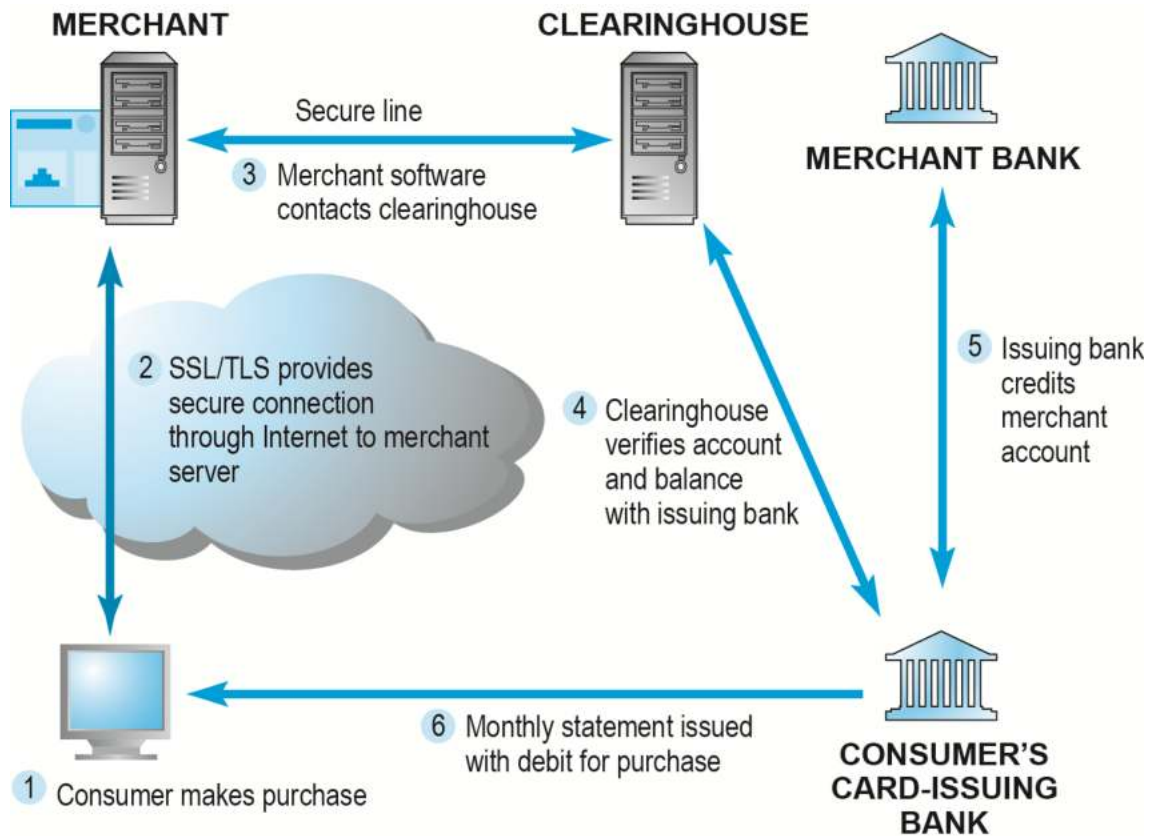 MERCHANT
CLEARINGHOUSE
MERCHANT BANK
Secure line
3 Merchant software
contacts clearinghouse
2 SSL/TLS provides
secure connection
through Internet to merchant
server
4 Clearinghouse
verifies account
and balance
with issuing bank
5 Issuing bank
credits
merchant
account
6 Monthly statement issued
with debit for purchase
1 Consumer makes purchase
CONSUMER'S
CARD-ISSUING
BANK